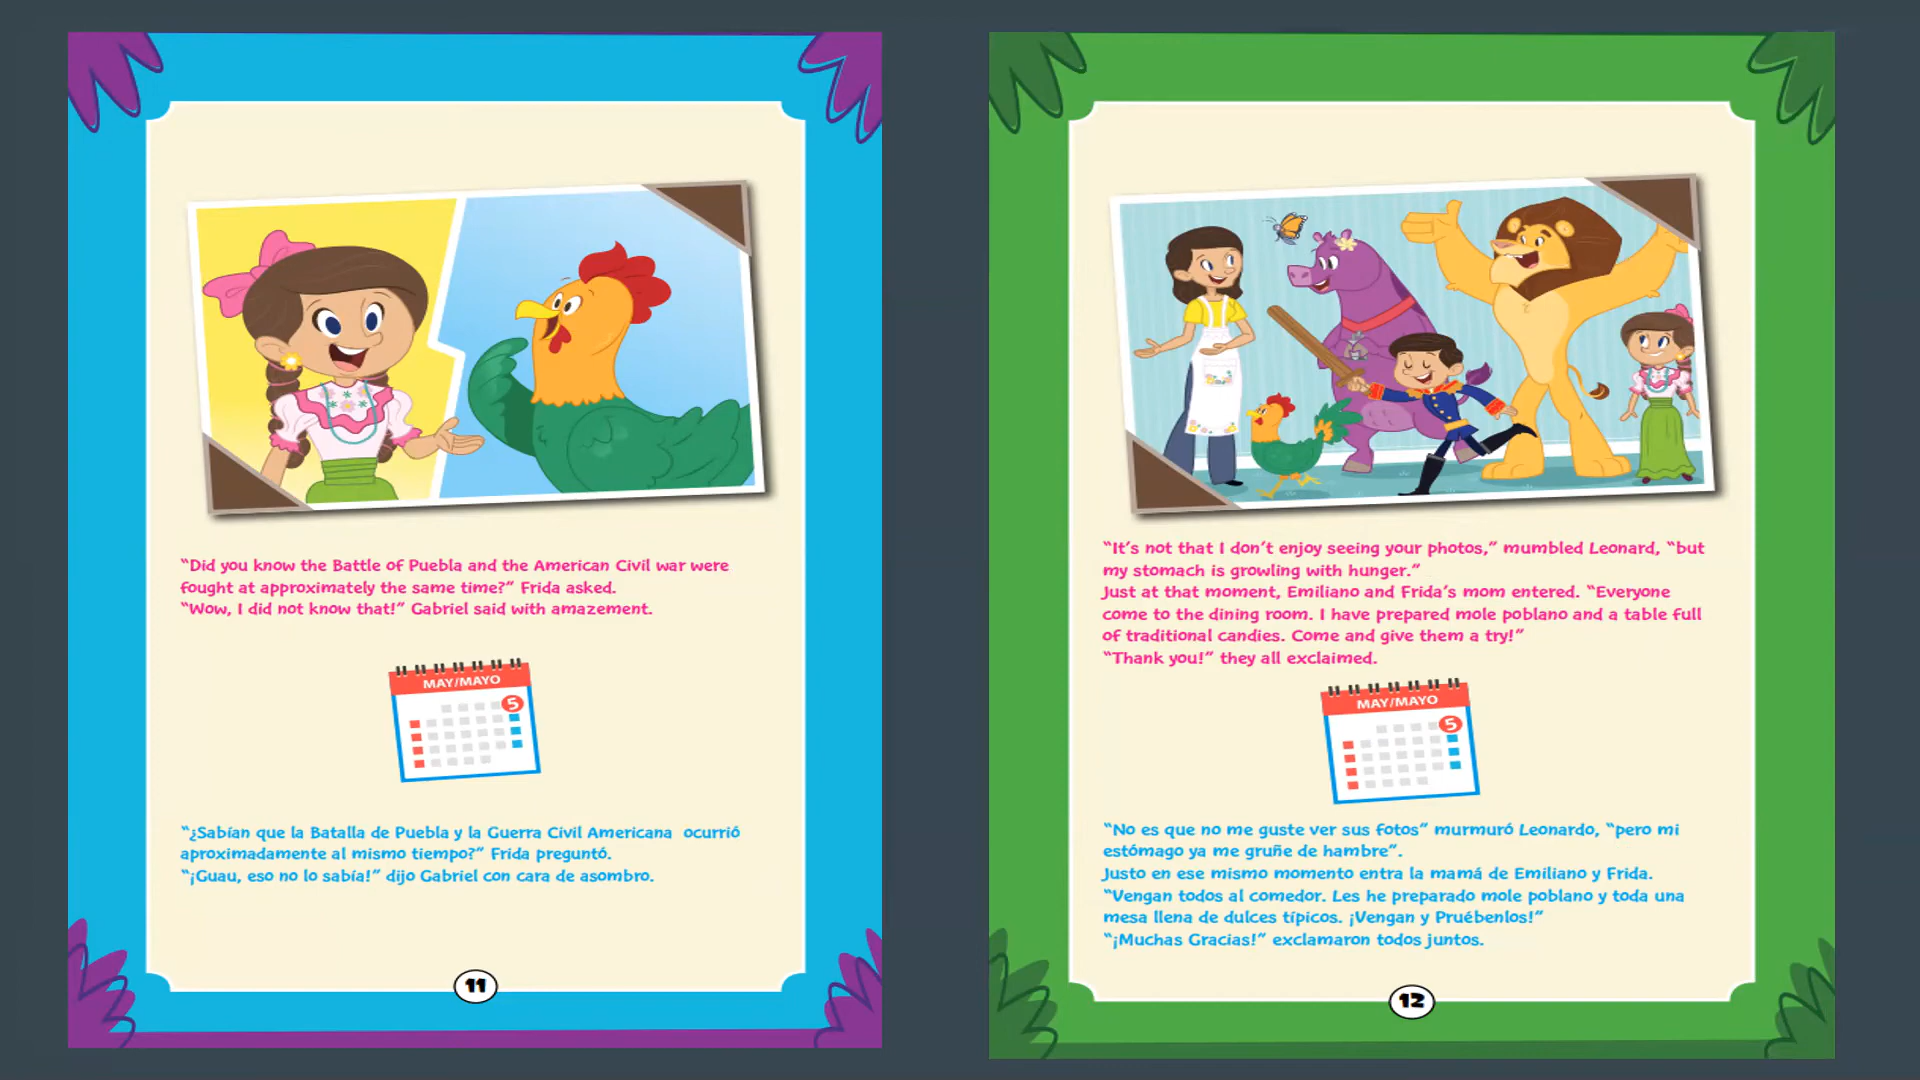 “Did you know the Battle of Puebla and the American Civil war were
fought at approximately the same time?” Frida asked.
“Wow, I did not know that!” Gabriel said with amazement.
MAY/MAYO
5
“¿Sabían que la Batalla de Puebla y la Guerra Civil Americana ocurrió
aproximadamente al mismo tiempo?” Frida preguntó.
“¡Guau, eso no lo sabía!” dijo Gabriel con cara de asombro.
11
“It’s not that I don’t enjoy seeing your photos,” mumbled Leonard, “but
my stomach is growling with hunger.”
Just at that moment, Emiliano and Frida’s mom entered. “Everyone
come to the dining room. I have prepared mole poblano and a table full
of traditional candies. Come and give them a try!”
“Thank you!” they all exclaimed.
MAY/MAYO
5
“No es que no me guste ver sus fotos” murmuró Leonardo, “pero mi
estómago ya me gruñe de hambre”.
Justo en ese mismo momento entra la mamá de Emiliano y Frida.
“Vengan todos al comedor. Les he preparado mole poblano y toda una
mesa llena de dulces típicos. ¡Vengan y Pruébenlos!”
“¡Muchas Gracias!” exclamaron todos juntos.
12